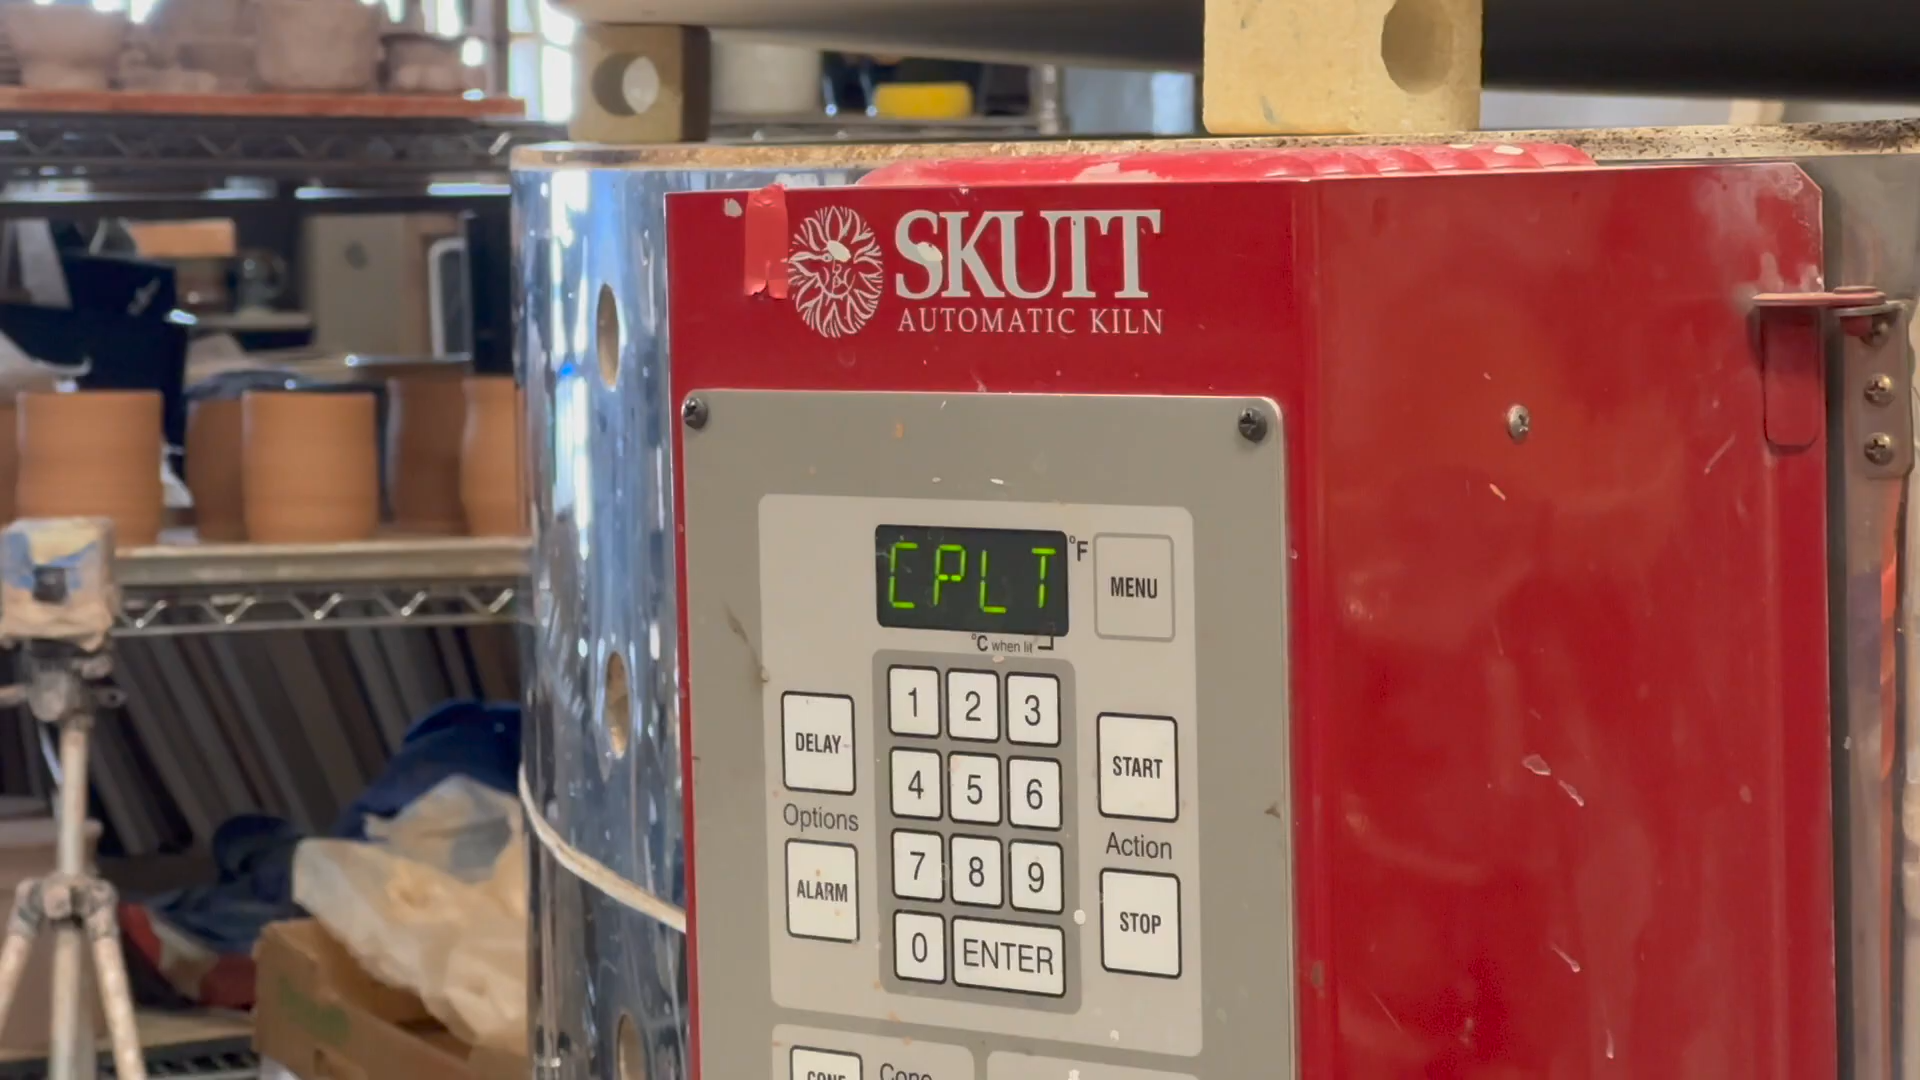 SKUTT
AUTOMATIC KILN
CPLT
°F
MENU
°C when lit
1 2 3
DELAY
START
4 5 6
Options
Action
7 8 9
ALARM
STOP
0 ENTER
CONE
Cone